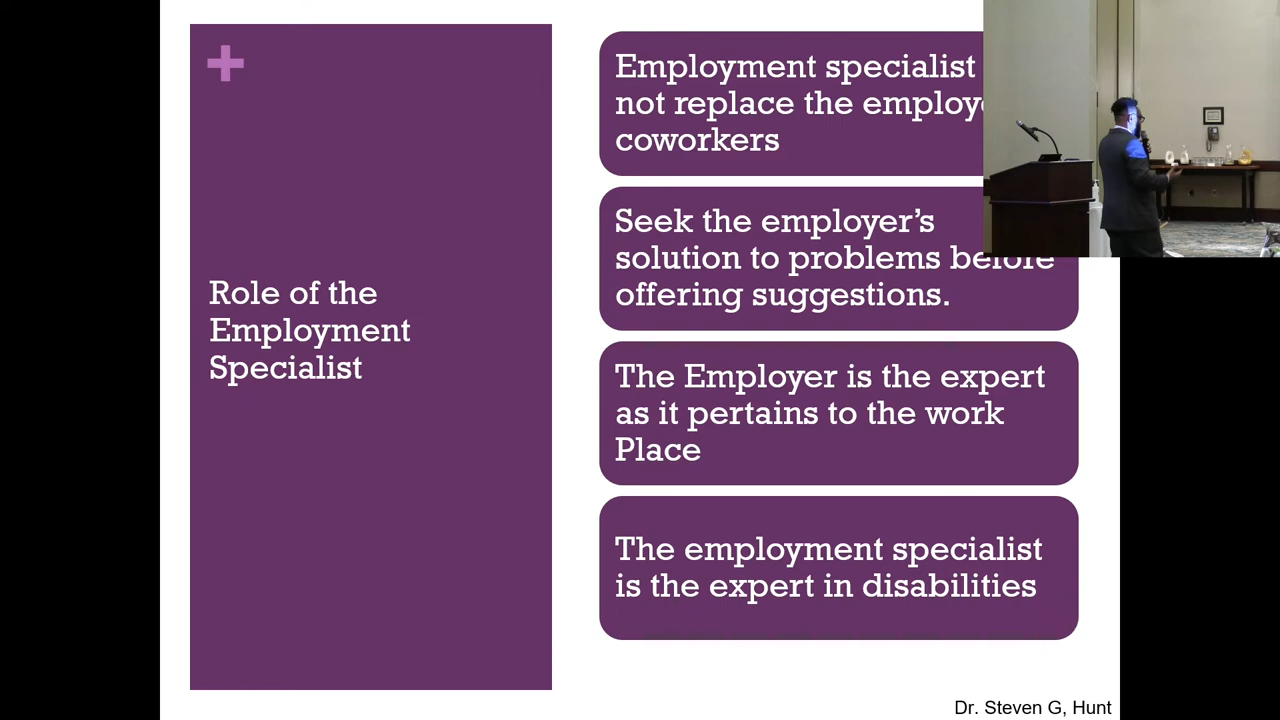 Role of the
Employment
Specialist
Employment specialist
not replace the
coworkers
Seek the employer’s
solution to problems before
offering suggestions.
The Employer is the expert
as it pertains to the work
Place
The employment specialist
is the expert in disabilities
Dr. Steven G, Hunt